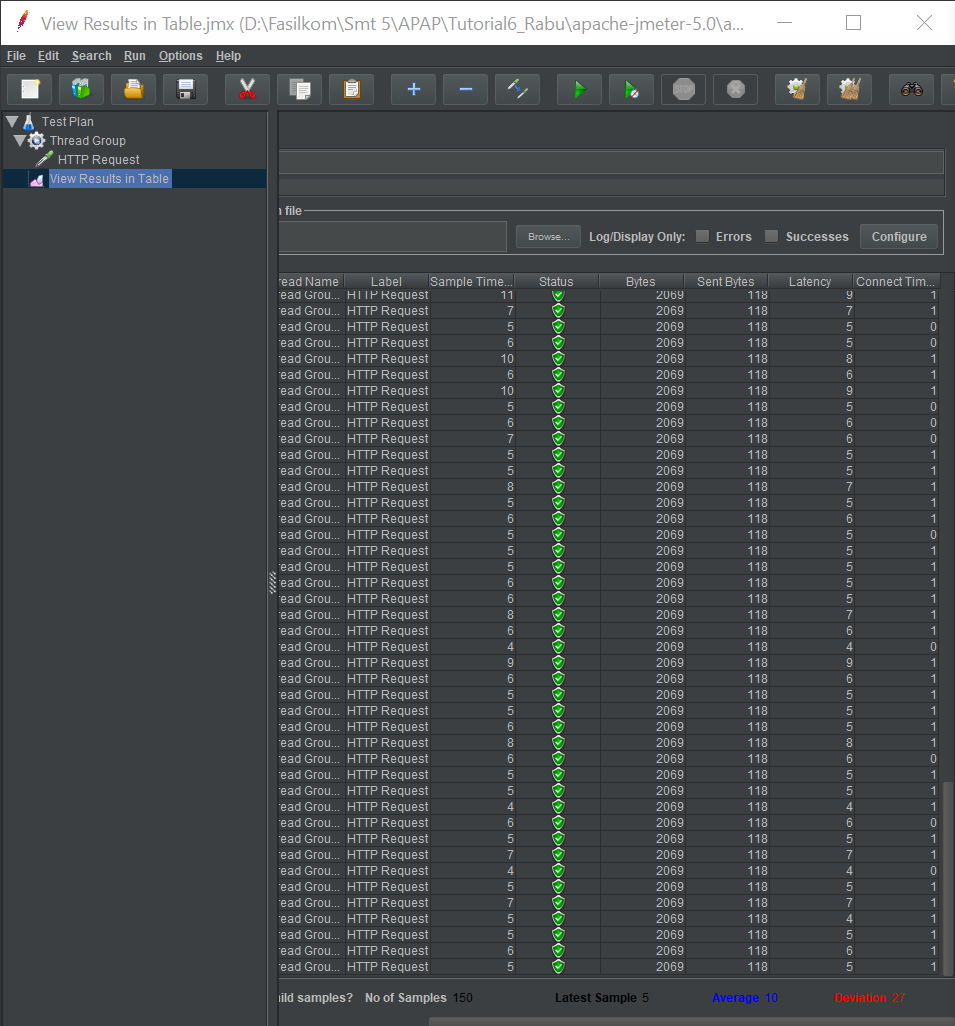 View Results in Table.jmx (D:\Fasilkom\Smt 5\APAP\Tutorial6_Rabu\apache-jmeter-5.0\a...
File Edit Search Run Options Help
STOP
Test Plan
Thread Group
HTTP Request
View Results in Table
file
Browse... Log/Display Only: Errors Successes Configure
read Name Label Sample Time... Status Bytes Sent Bytes Latency Connect Tim...
read Grou... HTTP Request 11 2069 118 9 1
read Grou... HTTP Request 7 2069 118 7 1
read Grou... HTTP Request 5 2069 118 5 0
read Grou... HTTP Request 6 2069 118 5 0
read Grou... HTTP Request 10 2069 118 8 1
read Grou... HTTP Request 6 2069 118 6 1
read Grou... HTTP Request 10 2069 118 9 1
read Grou... HTTP Request 5 2069 118 5 0
read Grou... HTTP Request 6 2069 118 6 0
read Grou... HTTP Request 7 2069 118 6 0
read Grou... HTTP Request 5 2069 118 5 1
read Grou... HTTP Request 5 2069 118 5 1
read Grou... HTTP Request 8 2069 118 7 1
read Grou... HTTP Request 5 2069 118 5 1
read Grou... HTTP Request 6 2069 118 6 1
read Grou... HTTP Request 5 2069 118 5 0
read Grou... HTTP Request 5 2069 118 5 1
read Grou... HTTP Request 5 2069 118 5 1
read Grou... HTTP Request 6 2069 118 5 1
read Grou... HTTP Request 6 2069 118 5 1
read Grou... HTTP Request 8 2069 118 7 1
read Grou... HTTP Request 6 2069 118 6 1
read Grou... HTTP Request 4 2069 118 4 0
read Grou... HTTP Request 9 2069 118 9 1
read Grou... HTTP Request 6 2069 118 6 1
read Grou... HTTP Request 5 2069 118 5 1
read Grou... HTTP Request 5 2069 118 5 1
read Grou... HTTP Request 6 2069 118 5 1
read Grou... HTTP Request 8 2069 118 8 1
read Grou... HTTP Request 6 2069 118 6 0
read Grou... HTTP Request 5 2069 118 5 1
read Grou... HTTP Request 5 2069 118 5 1
read Grou... HTTP Request 4 2069 118 4 1
read Grou... HTTP Request 6 2069 118 6 0
read Grou... HTTP Request 5 2069 118 5 1
read Grou... HTTP Request 7 2069 118 7 1
read Grou... HTTP Request 4 2069 118 4 0
read Grou... HTTP Request 5 2069 118 5 1
read Grou... HTTP Request 7 2069 118 7 1
read Grou... HTTP Request 5 2069 118 4 1
read Grou... HTTP Request 5 2069 118 5 1
read Grou... HTTP Request 6 2069 118 6 1
read Grou... HTTP Request 5 2069 118 5 1
ild samples? No of Samples 150 Latest Sample 5 Average 10 Deviation 27